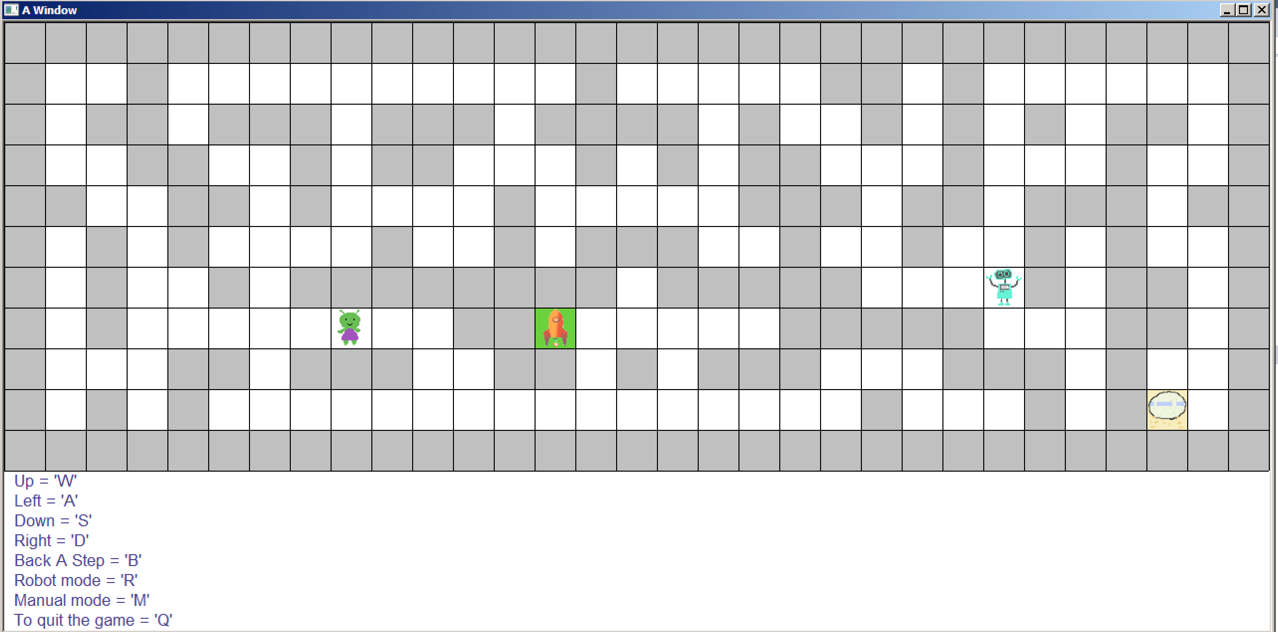 A Window
Up = 'W'
Left = 'A'
Down = 'S'
Right = 'D'
Back A Step = 'B'
Robot mode = 'R'
Manual mode = 'M'
To quit the game = 'Q'